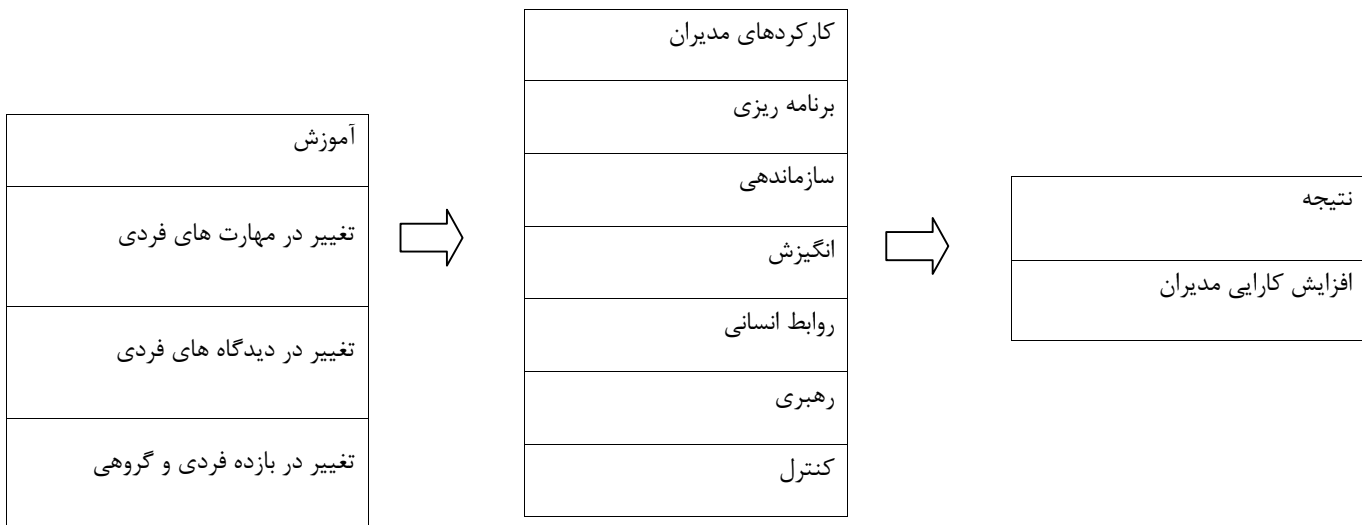 آموزش
تغییر در مهارت های فردی
تغییر در دیدگاه های فردی
تغییر در بازده فردی و گروهی
کارکردهای مدیران
برنامه ریزی
سازماندهی
انگیزش
روابط انسانی
رهبری
کنترل
نتیجه
افزایش کارایی مدیران